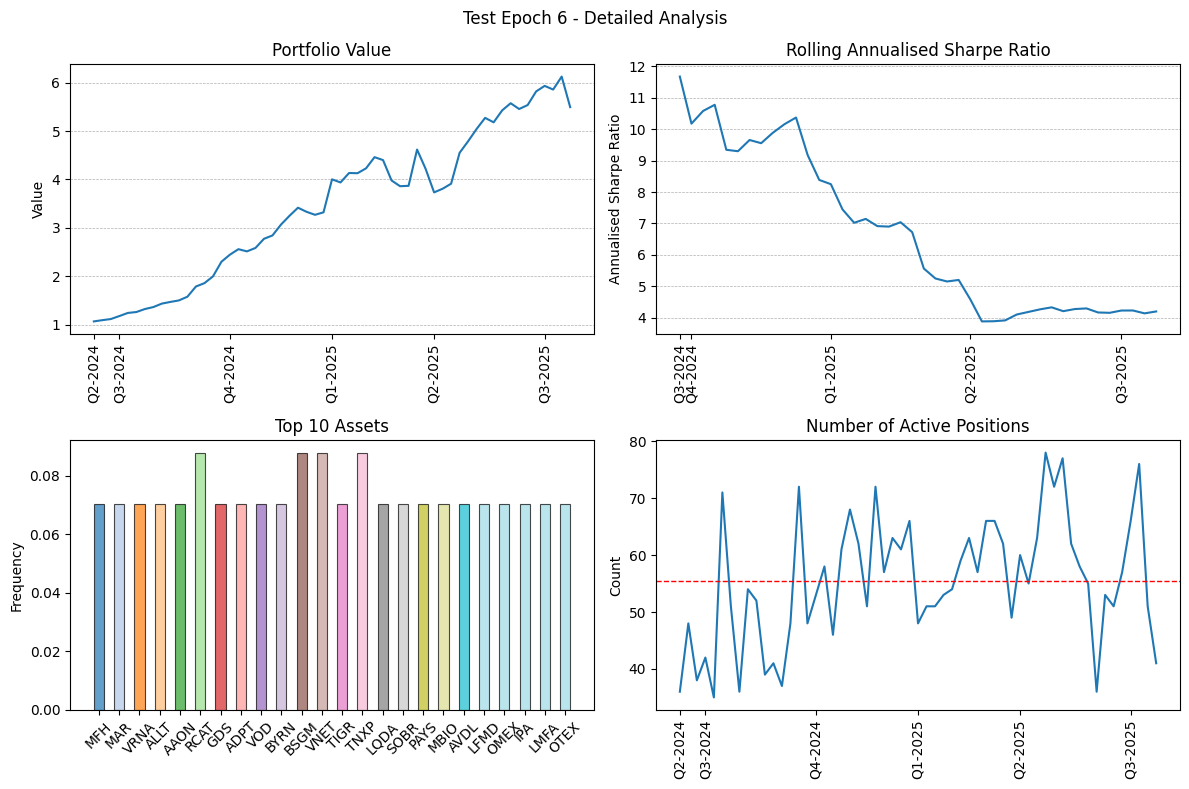 Test Epoch 6 - Detailed Analysis
Portfolio Value
Value
6
5
4
3
2
1
Q2-2024
Q3-2024
Q4-2024
Q1-2025
Q2-2025
Q3-2025
Rolling Annualised Sharpe Ratio
Annualised Sharpe Ratio
12
11
10
9
8
7
6
5
4
Q3-2024
Q4-2024
Q1-2025
Q2-2025
Q3-2025
Top 10 Assets
Frequency
0.08
0.06
0.04
0.02
0.00
MFH
MAR
VRNA
ALLT
AAON
RCAT
GDS
ADPT
VOD
BYRN
BSGM
VNET
TIGR
TNXP
LQDA
SOBR
PAYS
MBIO
AVDL
LFMD
OMEX
IPA
LMFA
OTEX
Number of Active Positions
Count
80
70
60
50
40
Q2-2024
Q3-2024
Q4-2024
Q1-2025
Q2-2025
Q3-2025